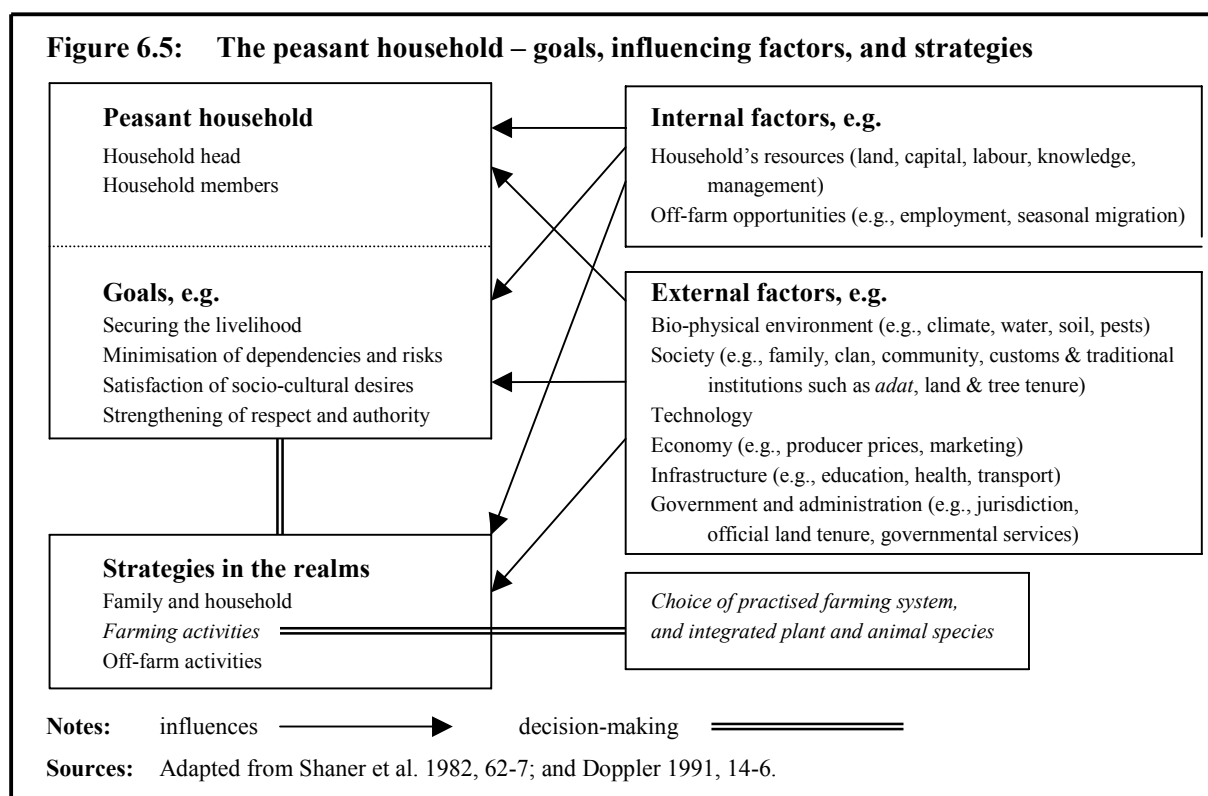 Figure 6.5: The peasant household – goals, influencing factors, and strategies
Peasant household
Household head
Household members
Goals, e.g.
Securing the livelihood
Minimisation of dependencies and risks
Satisfaction of socio-cultural desires
Strengthening of respect and authority
Strategies in the realms
Family and household
Farming activities
Off-farm activities
Internal factors, e.g.
Household's resources (land, capital, labour, knowledge,
management)
Off-farm opportunities (e.g., employment, seasonal migration)
External factors, e.g.
Bio-physical environment (e.g., climate, water, soil, pests)
Society (e.g., family, clan, community, customs & traditional
institutions such as adat, land & tree tenure)
Technology
Economy (e.g., producer prices, marketing)
Infrastructure (e.g., education, health, transport)
Government and administration (e.g., jurisdiction,
official land tenure, governmental services)
Choice of practised farming system,
and integrated plant and animal species
Notes: influences decision-making
Sources: Adapted from Shaner et al. 1982, 62-7; and Doppler 1991, 14-6.